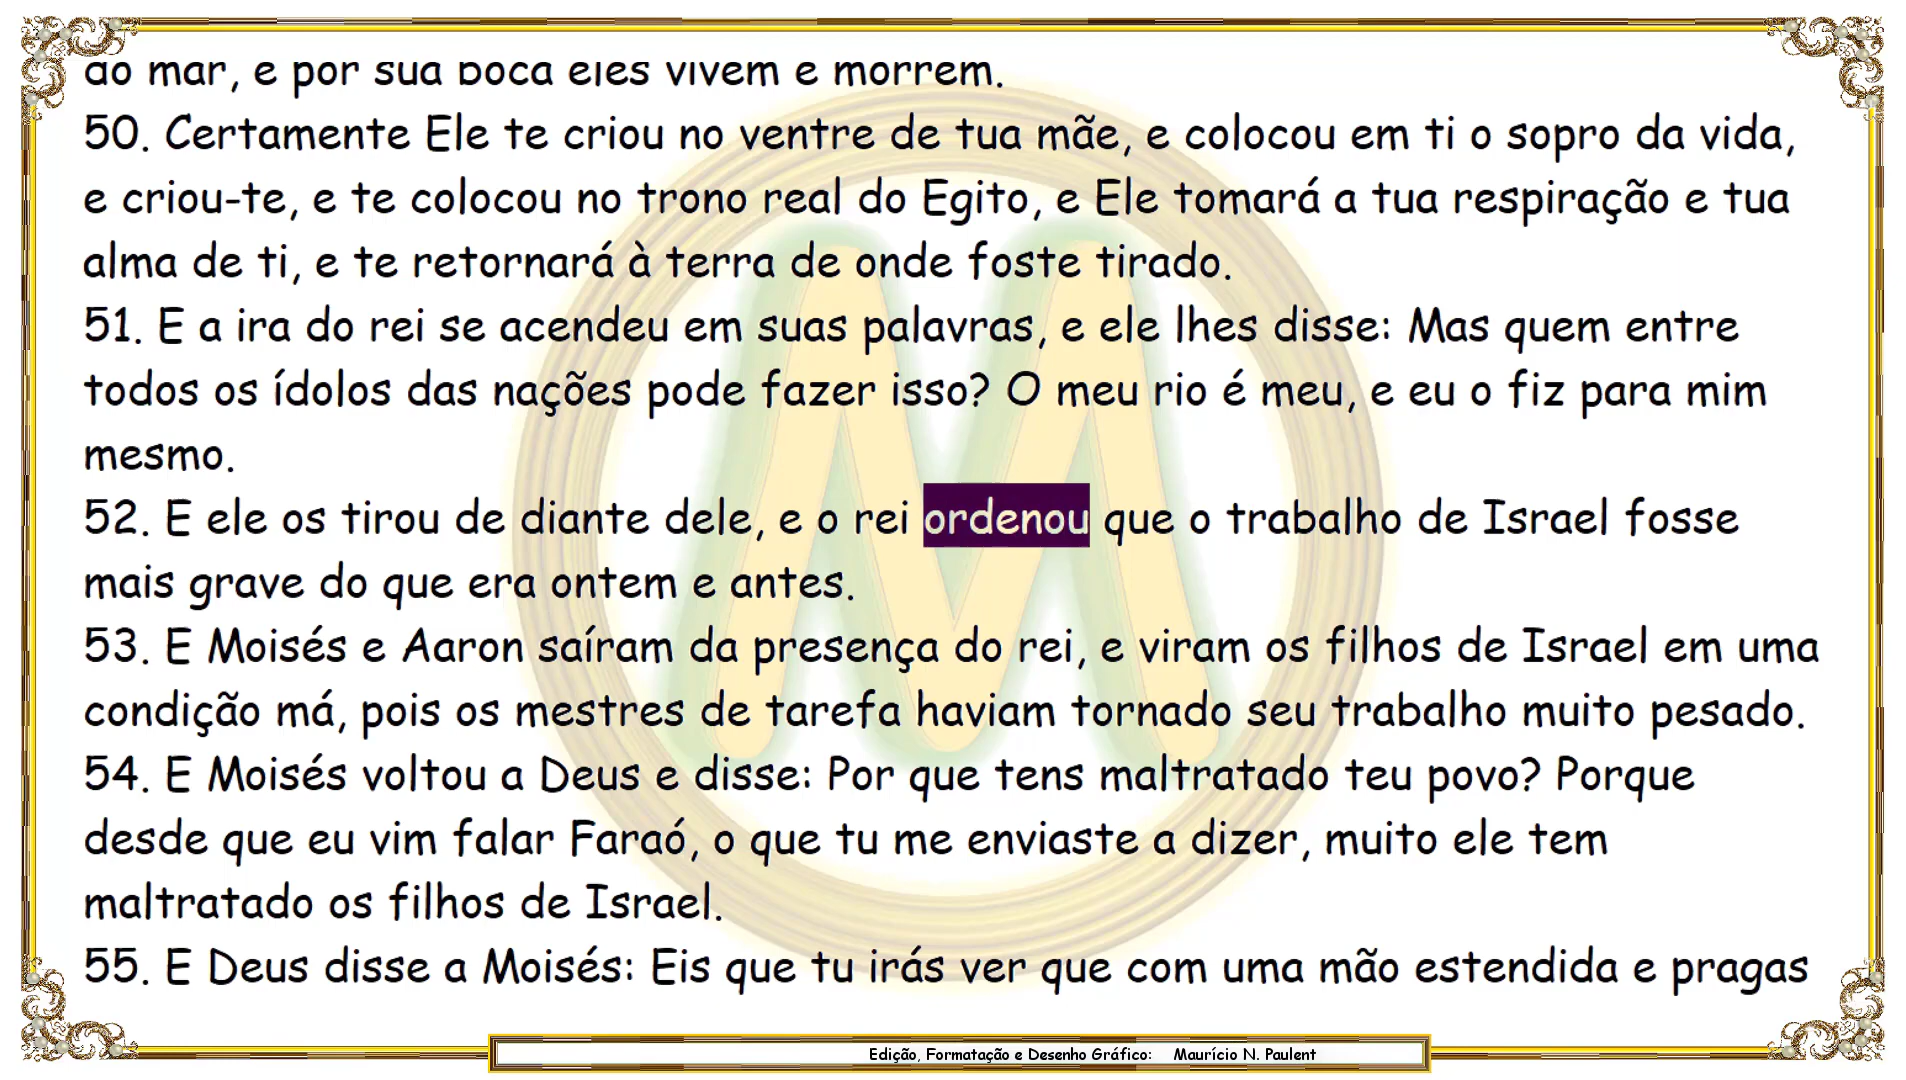 do mar, e por sua boca eles vivem e morrem.
50. Certamente Ele te criou no ventre de tua mãe, e colocou em ti o sopro da vida,
e criou-te, e te colocou no trono real do Egito, e Ele tomará a tua respiração e tua
alma de ti, e te retornará à terra de onde foste tirado.
51. E a ira do rei se acendeu em suas palavras, e ele lhes disse: Mas quem entre
todos os ídolos das nações pode fazer isso? O meu rio é meu, e eu o fiz para mim
mesmo.
52. E ele os tirou de diante dele, e o rei ordenou que o trabalho de Israel fosse
mais grave do que era ontem e antes.
53. E Moisés e Aaron saíram da presença do rei, e viram os filhos de Israel em uma
condição má, pois os mestres de tarefa haviam tornado seu trabalho muito pesado.
54. E Moisés voltou a Deus e disse: Por que tens maltratado teu povo? Porque
desde que eu vim falar Faraó, o que tu me enviaste a dizer, muito ele tem
maltratado os filhos de Israel.
55. E Deus disse a Moisés: Eis que tu irás ver que com uma mão estendida e pragas
Edição, Formatação e Desenho Gráfico: Maurício N. Paulent